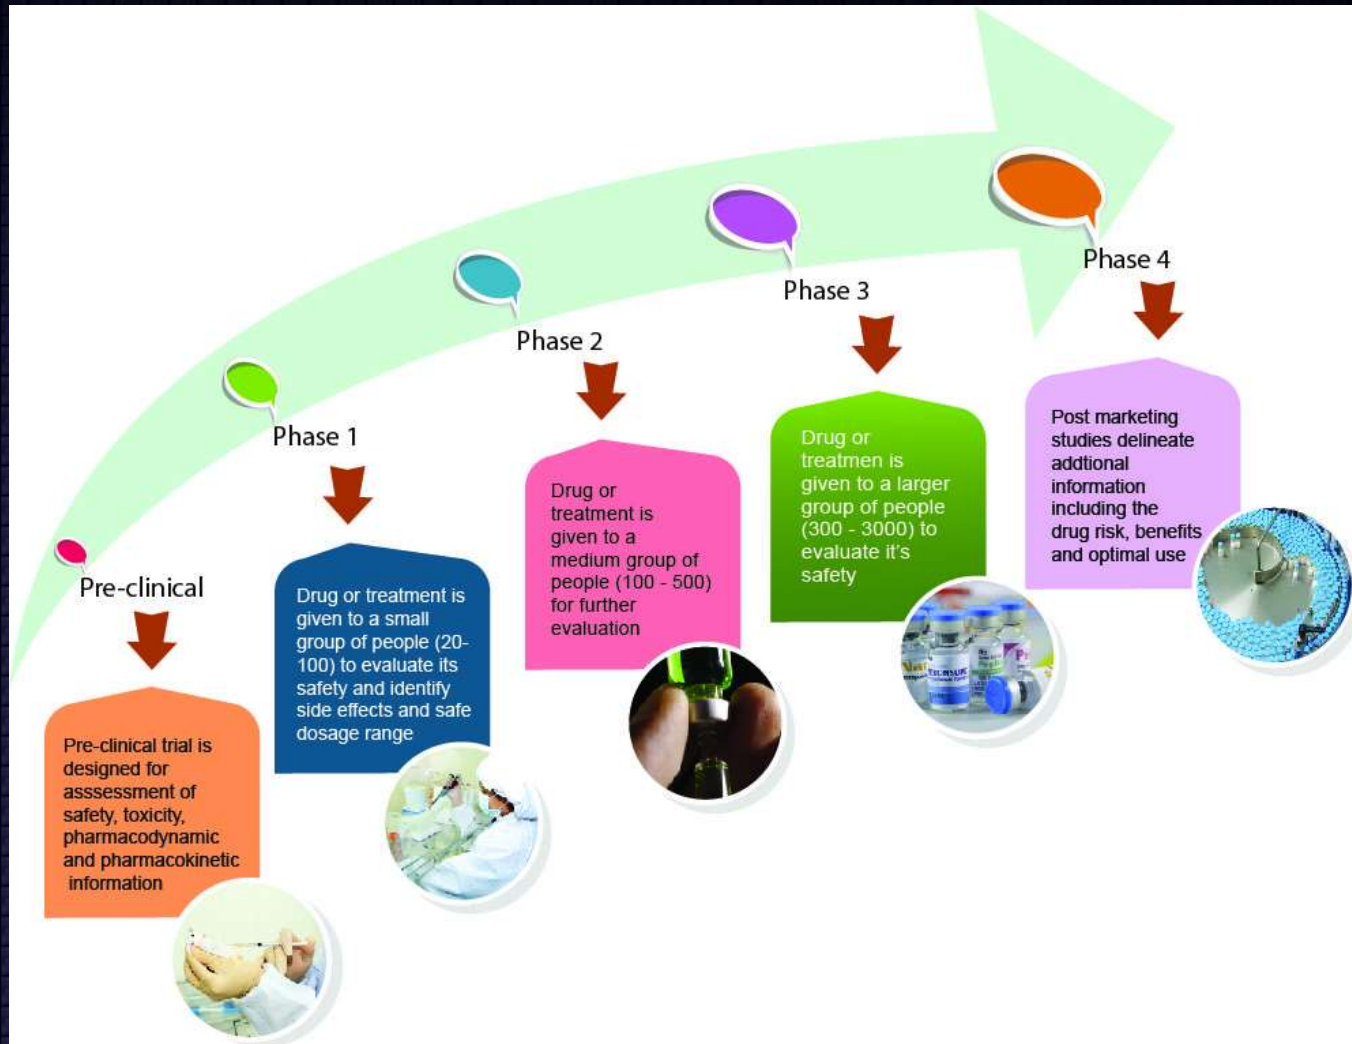 Pre-clinical
Pre-clinical trial is
designed for
asssessment of
safety, toxicity,
pharmacodynamic
and pharmacokinetic
information
Phase 1
Drug or treatment is
given to a small
group of people (20-
100) to evaluate its
safety and identify
side effects and safe
dosage range
Phase 2
Drug or
treatment is
given to a
medium group of
people (100 - 500)
for further
evaluation
Phase 3
Drug or
treatmen is
given to a larger
group of people
(300 - 3000) to
evaluate it's
safety
Phase 4
Post marketing
studies delineate
addtional
information
including the
drug risk, benefits
and optimal use